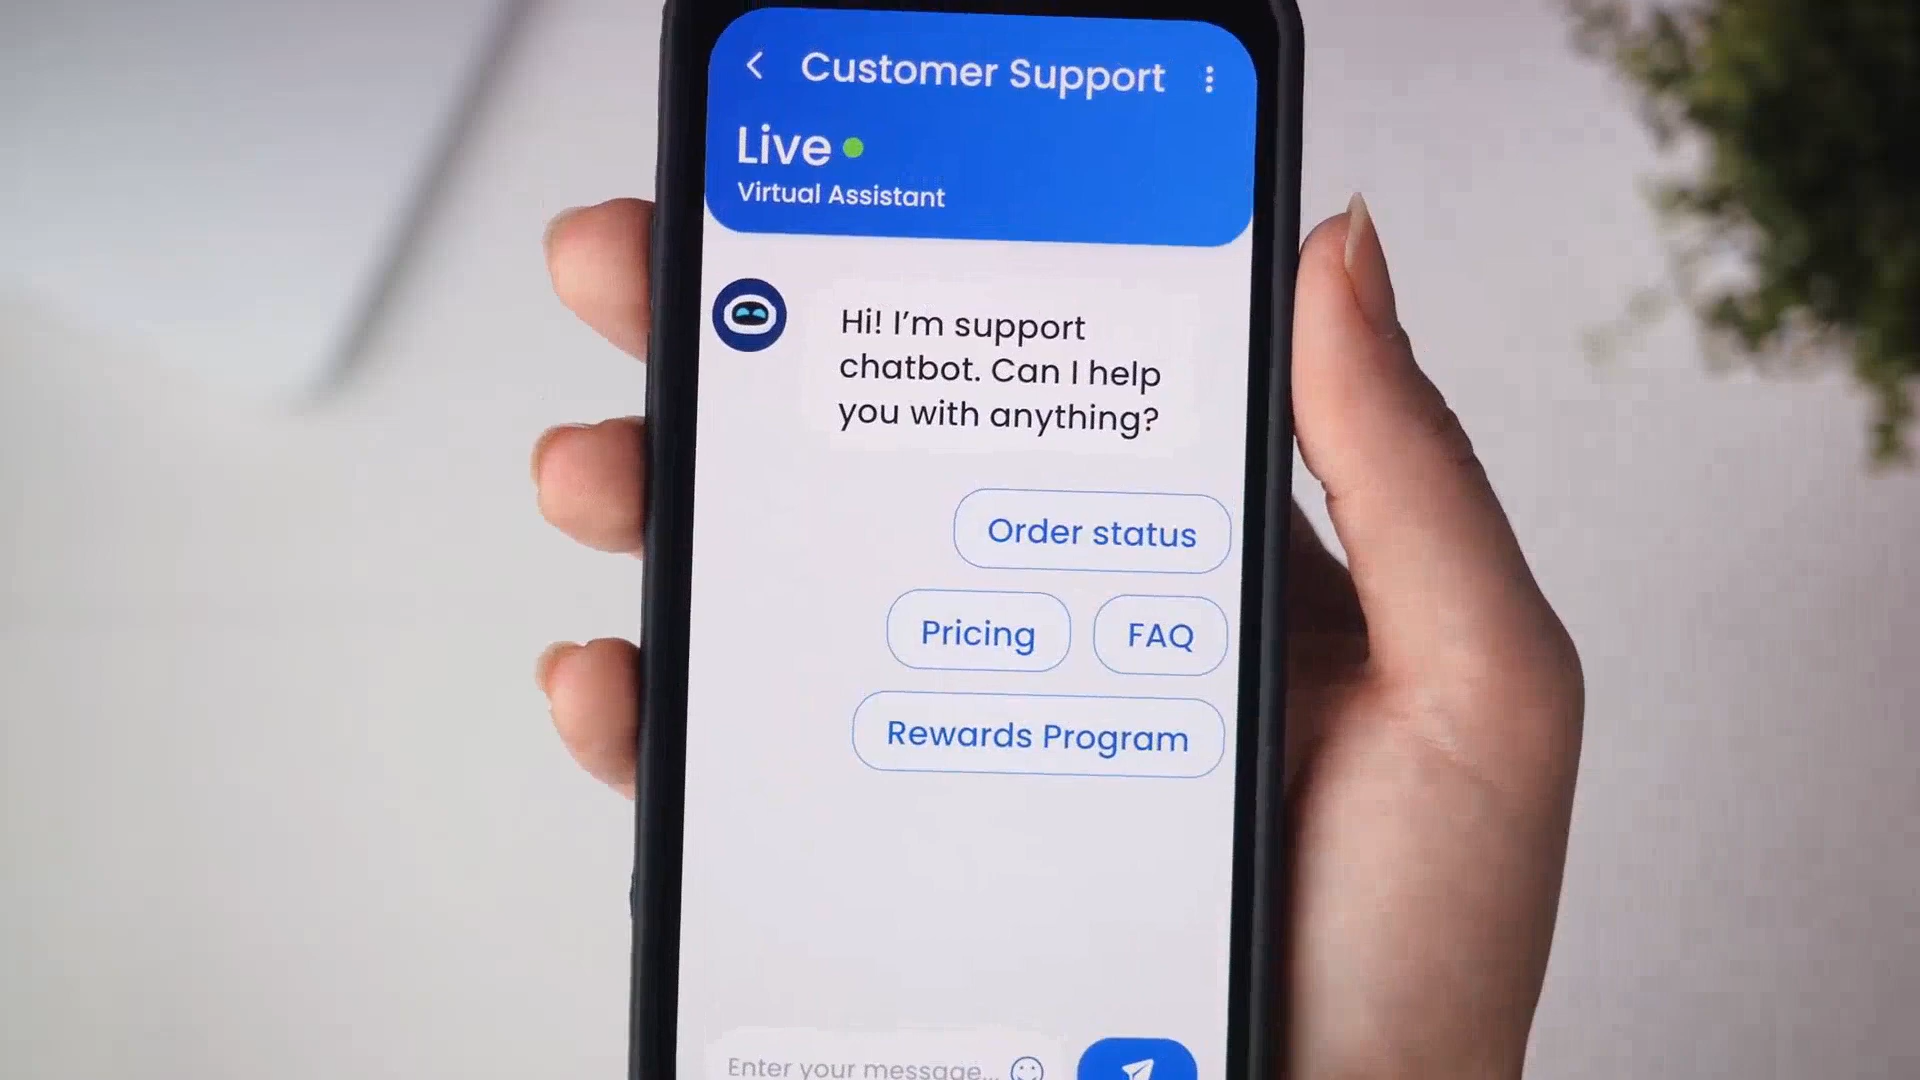 Customer Support
Live
Virtual Assistant
Hi! I’m support
chatbot. Can I help
you with anything?
Order status
Pricing
FAQ
Rewards Program
Enter your message...